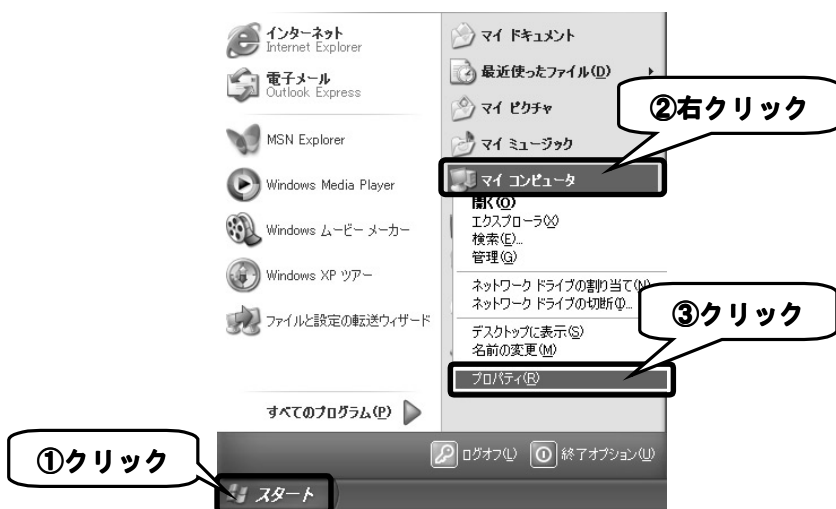 インターネット
Internet Explorer
電子メール
Outlook Express
MSN Explorer
Windows Media Player
Windows ムービー メーカー
Windows XP ツアー
ファイルと設定の転送ウィザード
すべてのプログラム(P)
マイ ドキュメント
最近使ったファイル(D)
マイ ピクチャ
マイ ミュージック
マイ コンピュータ
②右クリック
開く(O)
エクスプローラ(X)
検索(E)...
管理(G)
ネットワーク ドライブの割り当て(N)...
ネットワーク ドライブの切断(I)...
デスクトップに表示(S)
名前の変更(M)
プロパティ(R)
③クリック
ログオフ(L)
終了オプション(U)
①クリック
スタート